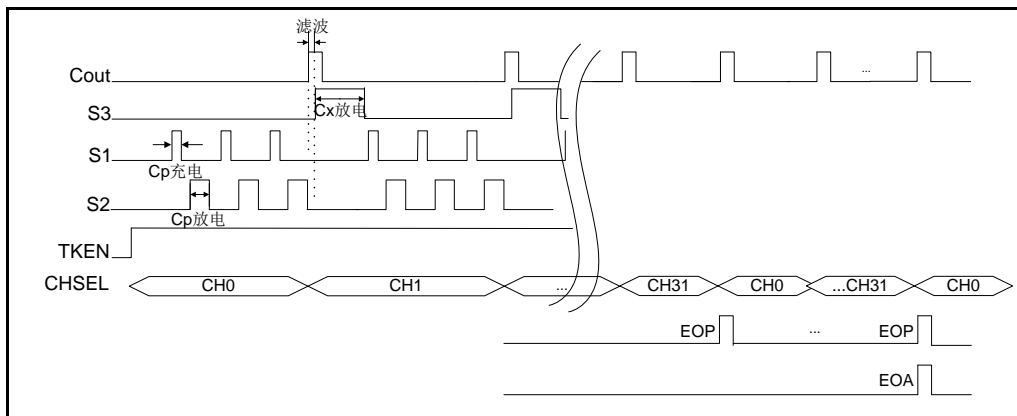 滤波
Cout
...
S3
Cx放电
S1
Cp充电
S2
Cp放电
TKEN
CHSEL CH0 CH1 ... CH31 CH0 ...CH31 CH0
EOP ... EOP
EOA